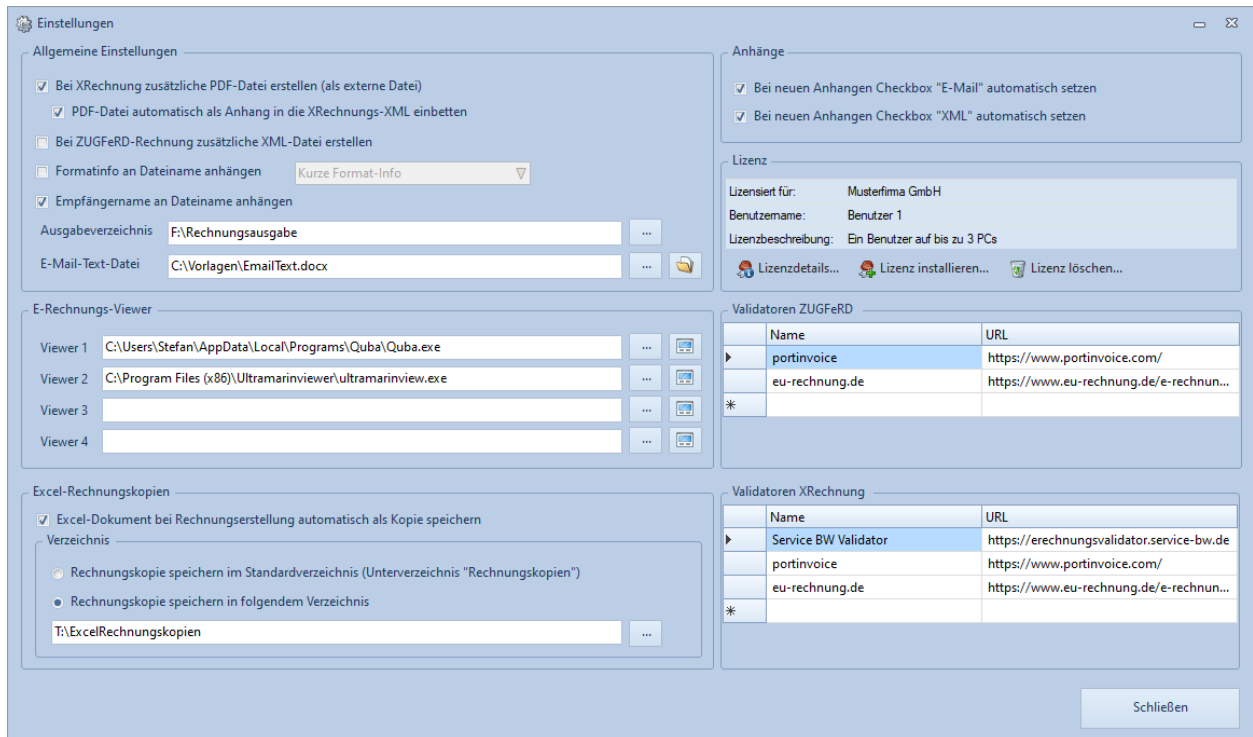 Einstellungen
Allgemeine Einstellungen
Bei XRechnung zusätzliche PDF-Datei erstellen (als externe Datei)
PDF-Datei automatisch als Anhang in die XRechnungs-XML einbetten
Bei ZUGFeRD-Rechnung zusätzliche XML-Datei erstellen
Formatinfo an Dateiname anhängen
Kurze Format-Info
Empfängername an Dateiname anhängen
Ausgabeverzeichnis F:\Rechnungsausgabe ...
E-Mail-Text-Datei C:\Vorlagen\EmailText.docx ...
E-Rechnungs-Viewer
Viewer 1 C:\Users\Stefan\AppData\Local\Programs\Quba\Quba.exe ...
Viewer 2 C:\Program Files (x86)\Ultramarinviewer\ultramarinview.exe ...
Viewer 3 ...
Viewer 4 ...
Excel-Rechnungskopien
Excel-Dokument bei Rechnungserstellung automatisch als Kopie speichern
Verzeichnis
Rechnungskopie speichern im Standardverzeichnis (Unterverzeichnis "Rechnungskopien")
Rechnungskopie speichern in folgendem Verzeichnis
T:\ExcelRechnungskopien ...
Anhänge
Bei neuen Anhangen Checkbox "E-Mail" automatisch setzen
Bei neuen Anhangen Checkbox "XML" automatisch setzen
Lizenz
Lizensiert für: Musterfirma GmbH
Benutzername: Benutzer 1
Lizenzbeschreibung: Ein Benutzer auf bis zu 3 PCs
Lizenzdetails... Lizenz installieren... Lizenz löschen...
Validatoren ZUGFeRD
Name URL
portinvoice https://www.portinvoice.com/
eu-rechnung.de https://www.eu-rechnung.de/e-rechnun...
Validatoren XRechnung
Name URL
Service BW Validator https://erechnungsvalidator.service-bw.de
portinvoice https://www.portinvoice.com/
eu-rechnung.de https://www.eu-rechnung.de/e-rechnun...
Schließen